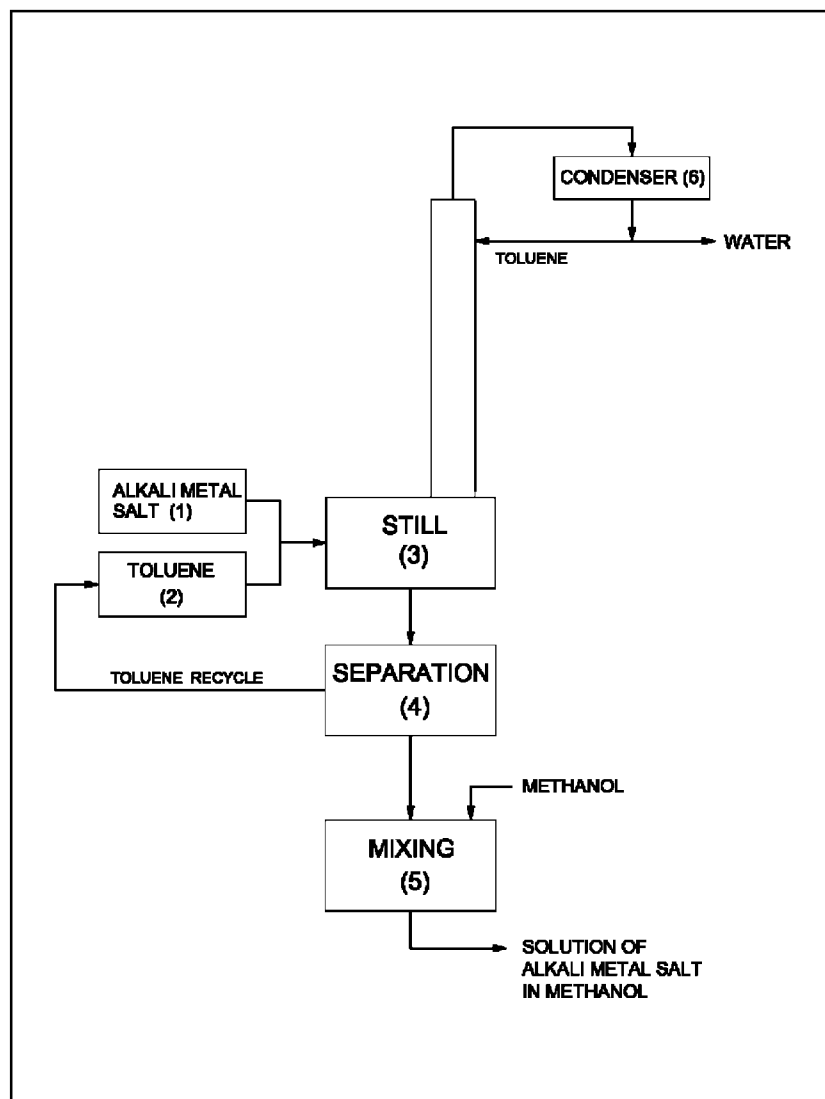 CONDENSER (6)
WATER
TOLUENE
ALKALI METAL
SALT (1)
STILL
(3)
TOLUENE
(2)
TOLUENE RECYCLE
SEPARATION
(4)
METHANOL
MIXING
(5)
SOLUTION OF
ALKALI METAL SALT
IN METHANOL